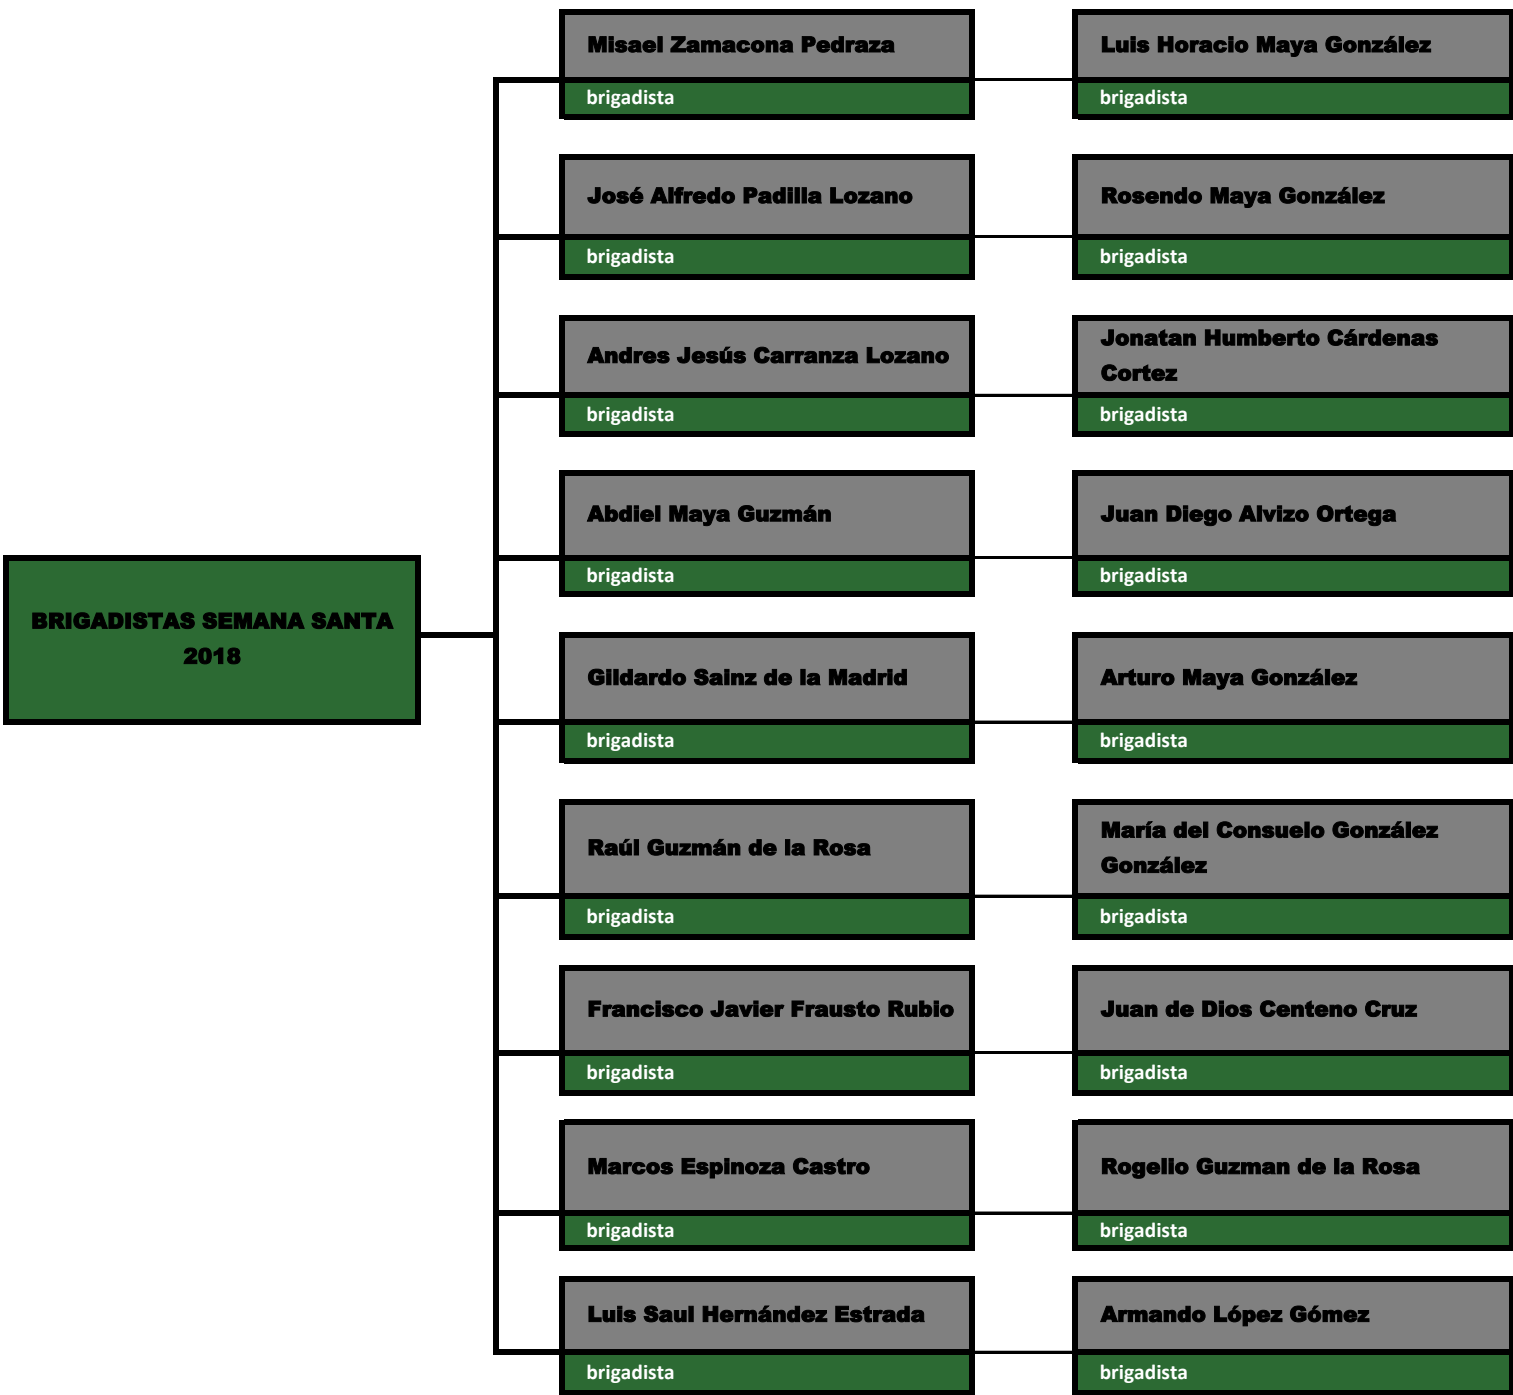 BRIGADISTAS SEMANA SANTA
2018
Misael Zamacona Pedraza
brigadista
Luis Horacio Maya González
brigadista
José Alfredo Padilla Lozano
brigadista
Rosendo Maya González
brigadista
Andres Jesús Carranza Lozano
brigadista
Jonatan Humberto Cárdenas
Cortez
brigadista
Abdiel Maya Guzmán
brigadista
Juan Diego Alvizo Ortega
brigadista
Gildardo Sainz de la Madrid
brigadista
Arturo Maya González
brigadista
Raúl Guzmán de la Rosa
brigadista
María del Consuelo González
González
brigadista
Francisco Javier Frausto Rubio
brigadista
Juan de Dios Centeno Cruz
brigadista
Marcos Espinoza Castro
brigadista
Rogelio Guzman de la Rosa
brigadista
Luis Saul Hernández Estrada
brigadista
Armando López Gómez
brigadista